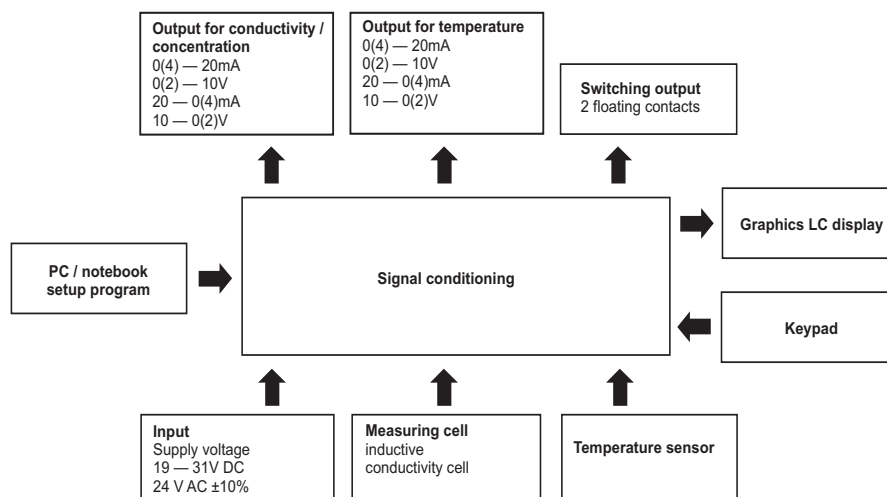 Output for conductivity /
concentration
0(4) — 20mA
0(2) — 10V
20 — 0(4)mA
10 — 0(2)V
Output for temperature
0(4) — 20mA
0(2) — 10V
20 — 0(4)mA
10 — 0(2)V
Switching output
2 floating contacts
PC / notebook
setup program
Signal conditioning
Graphics LC display
Keypad
Input
Supply voltage
19 — 31V DC
24 V AC ±10%
Measuring cell
inductive
conductivity cell
Temperature sensor